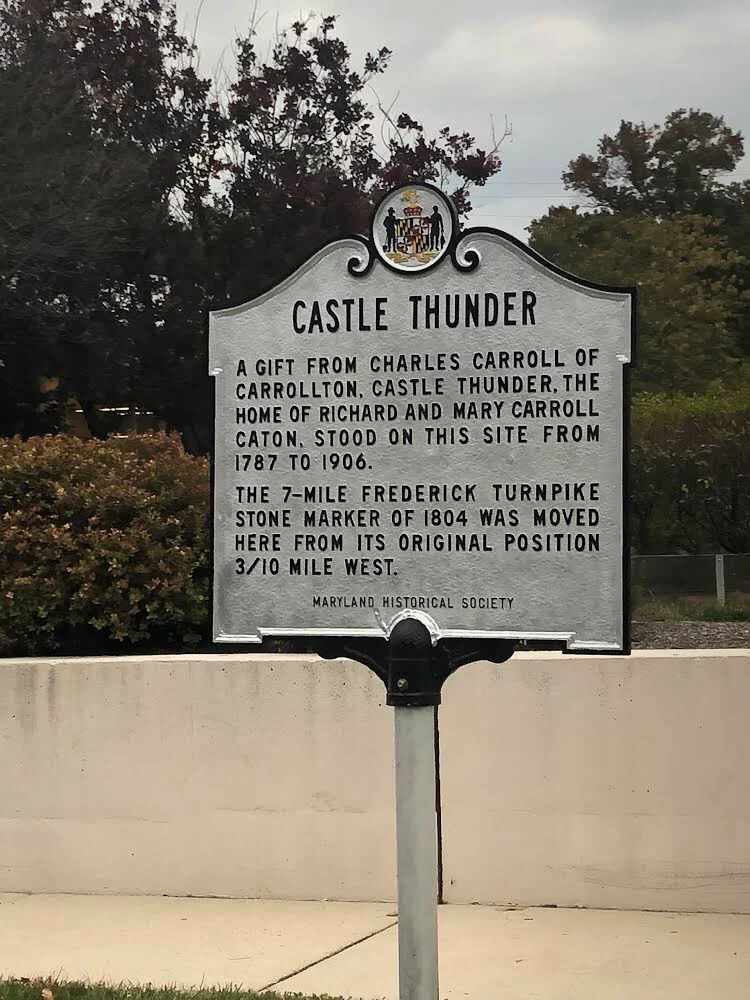 CASTLE THUNDER
A GIFT FROM CHARLES CARROLL OF
CARROLLTON, CASTLE THUNDER, THE
HOME OF RICHARD AND MARY CARROLL
CATON, STOOD ON THIS SITE FROM
1787 TO 1906.
THE 7-MILE FREDERICK TURNPIKE
STONE MARKER OF 1804 WAS MOVED
HERE FROM ITS ORIGINAL POSITION
3/10 MILE WEST.
MARYLAND HISTORICAL SOCIETY